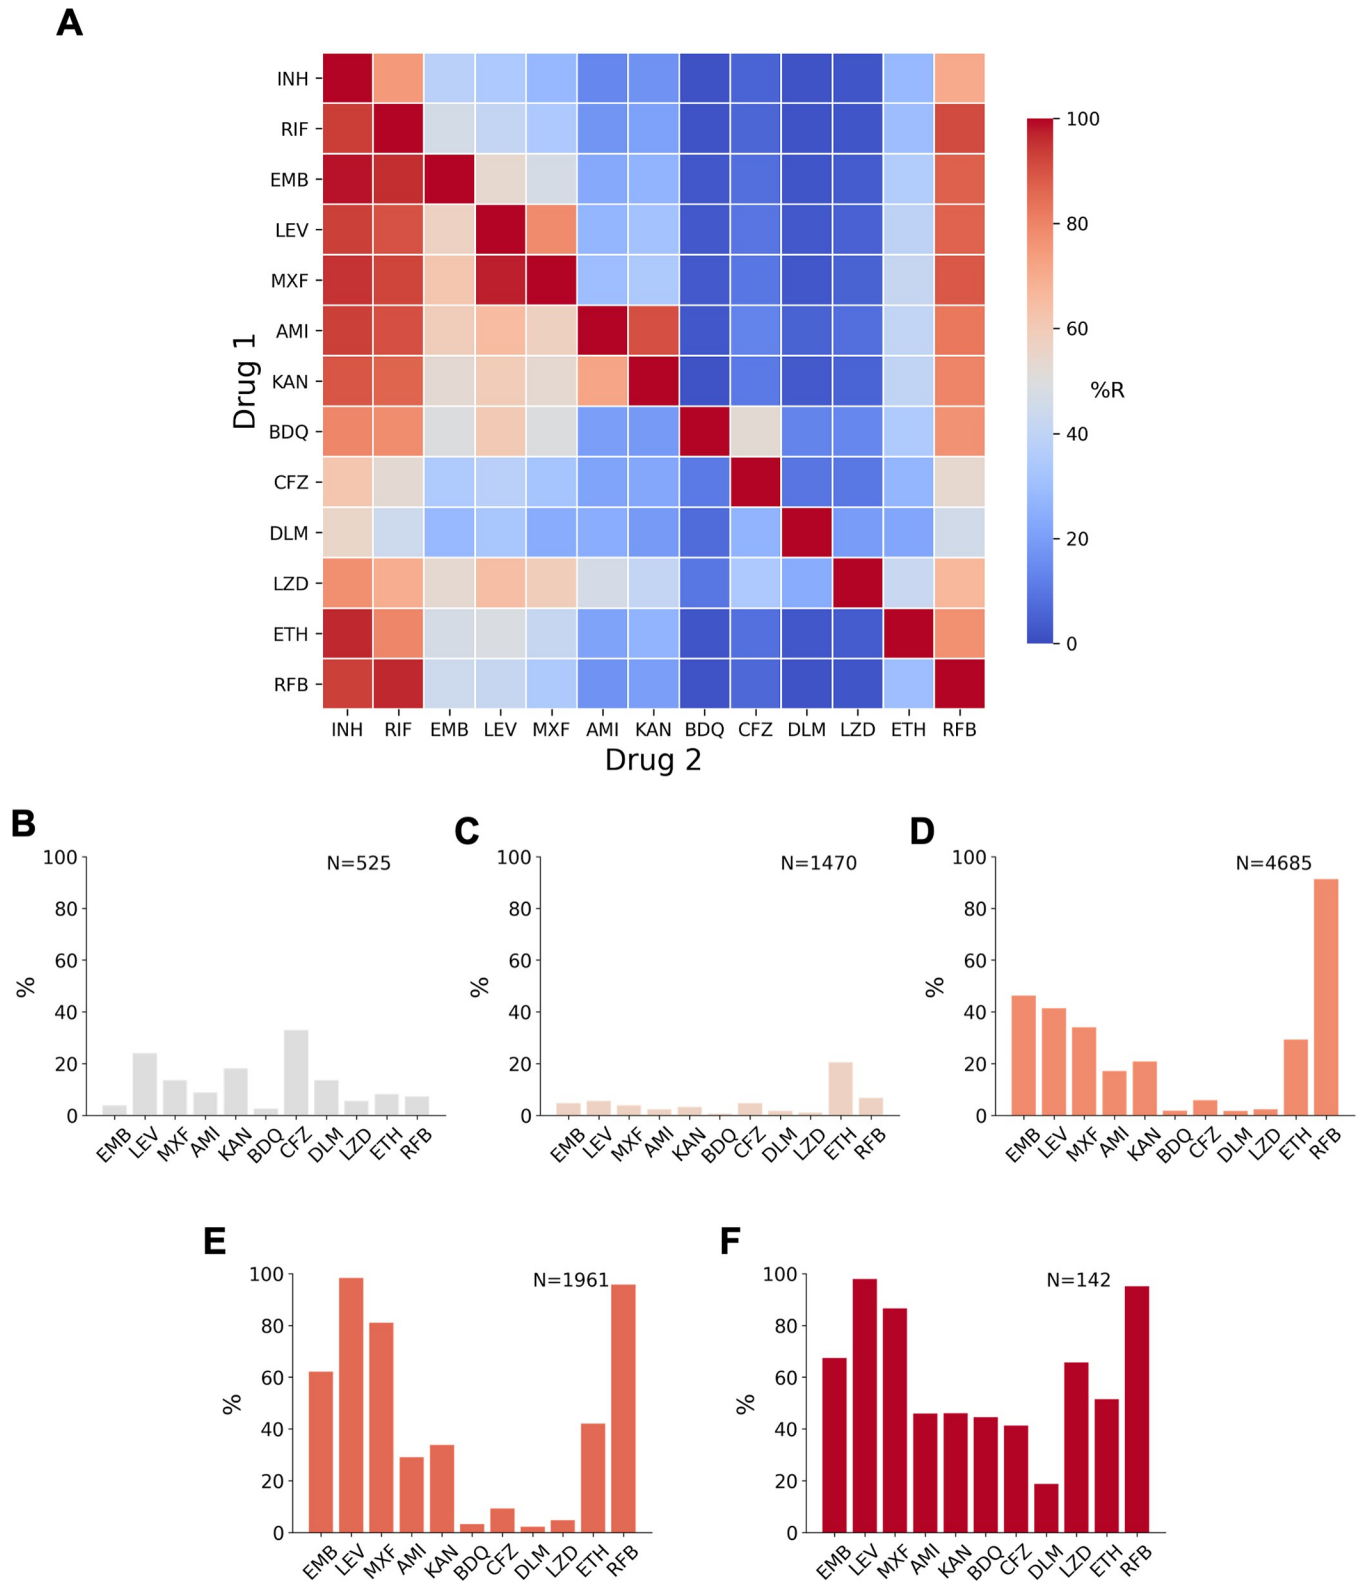 A
INH
RIF
EMB
LEV
MXF
AMI
KAN
BDQ
CFZ
DLM
LZD
ETH
RFB
Drug 1
INH RIF EMB LEV MXF AMI KAN BDQ CFZ DLM LZD ETH RFB
Drug 2
100
80
60
40
20
0
%R
B
N=525
100
80
60
40
20
0
%
EMB LEV MXF AMI KAN BDQ CFZ DLM LZD ETH RFB
C
N=1470
100
80
60
40
20
0
%
EMB LEV MXF AMI KAN BDQ CFZ DLM LZD ETH RFB
D
N=4685
100
80
60
40
20
0
%
EMB LEV MXF AMI KAN BDQ CFZ DLM LZD ETH RFB
E
N=1961
100
80
60
40
20
0
%
EMB LEV MXF AMI KAN BDQ CFZ DLM LZD ETH RFB
F
N=142
100
80
60
40
20
0
%
EMB LEV MXF AMI KAN BDQ CFZ DLM LZD ETH RFB